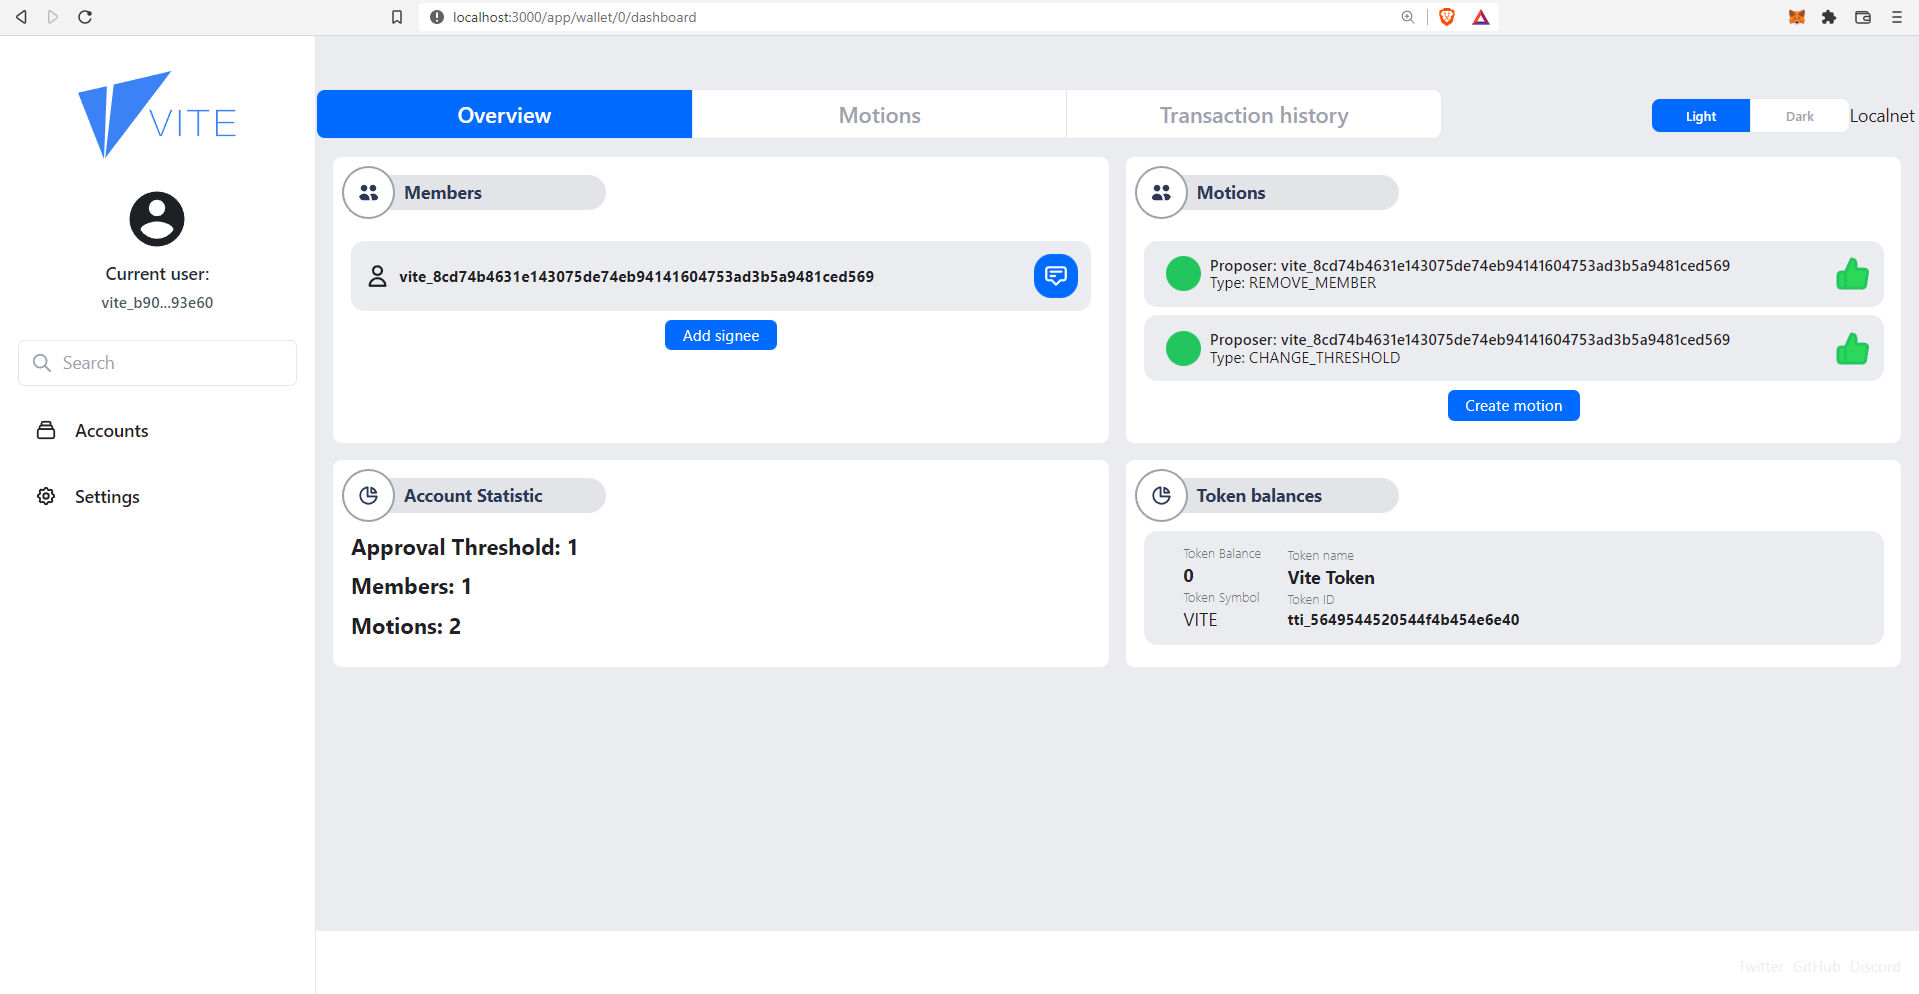 localhost:3000/app/wallet/0/dashboard
VITE
Current user:
vite_b90...93e60
Search
Accounts
Settings
Overview
Motions
Transaction history
Light
Dark
Localnet
Members
vite_8cd74b4631e143075de74eb94141604753ad3b5a9481ced569
Add signee
Motions
Proposer: vite_8cd74b4631e143075de74eb94141604753ad3b5a9481ced569
Type: REMOVE_MEMBER
Proposer: vite_8cd74b4631e143075de74eb94141604753ad3b5a9481ced569
Type: CHANGE_THRESHOLD
Create motion
Account Statistic
Approval Threshold: 1
Members: 1
Motions: 2
Token balances
Token Balance
0
Token Symbol
VITE
Token name
Vite Token
Token ID
tti_5649544520544f4b454e6e40
Twitter GitHub Discord